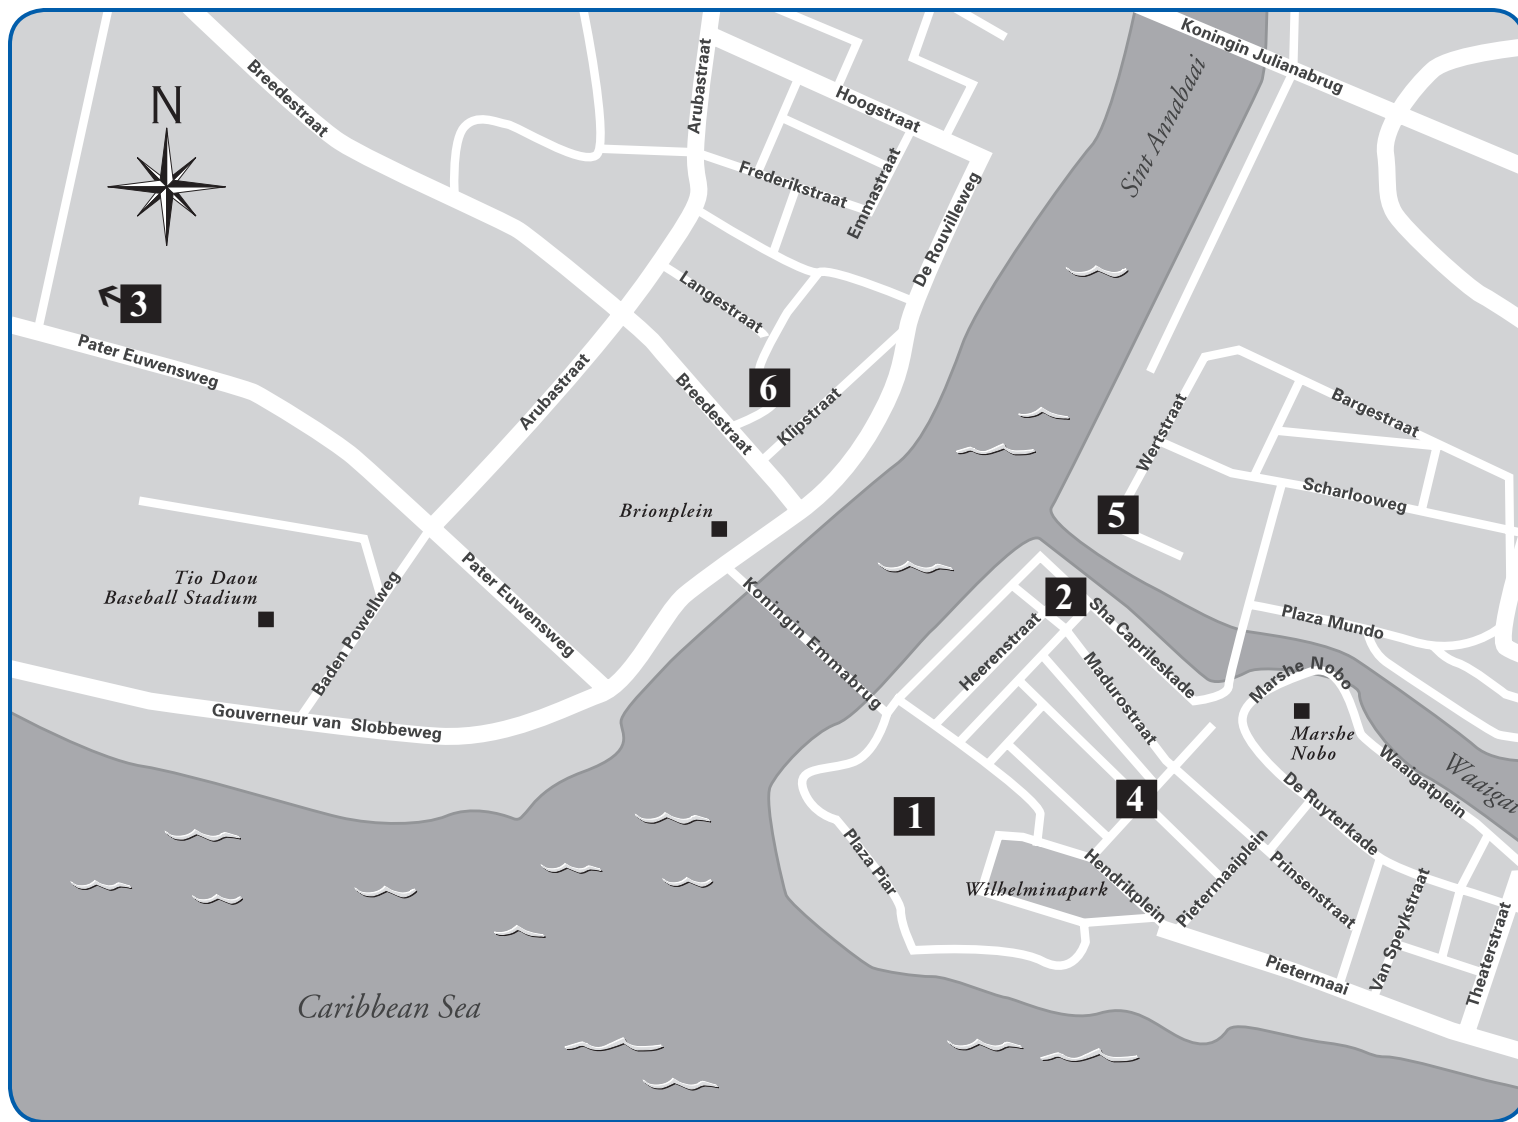 Koningin Julianabrug
Breedestraat
Arubastraat
N
Hoogstraat
Sint Annabaai
Frederikstraat
Emmastraat
De Rouvilleweg
3
Langestraat
Pater Euwensweg
Arubastraat
Breedestraat
6
Klipstraat
Wertstraat
Bargestraat
Scharlooweg
Brionplein
5
Tio Daou
Baseball Stadium
Pater Euwensweg
Baden Powellweg
Koningin Emmabrug
2
Sha Caprileskade
Heerenstraat
Madurostraat
Plaza Mundo
Marshe Nobo
Gouverneur van Slobbeweg
Marshe
Nobo
Waaigatplein
Waaigat
1
4
De Ruyterkade
Plaza Piar
Wilhelminapark
Hendrikplein
Pietermaaiplein
Prinsenstraat
Van Speykstraat
Theaterstraat
Pietermaai
Caribbean Sea